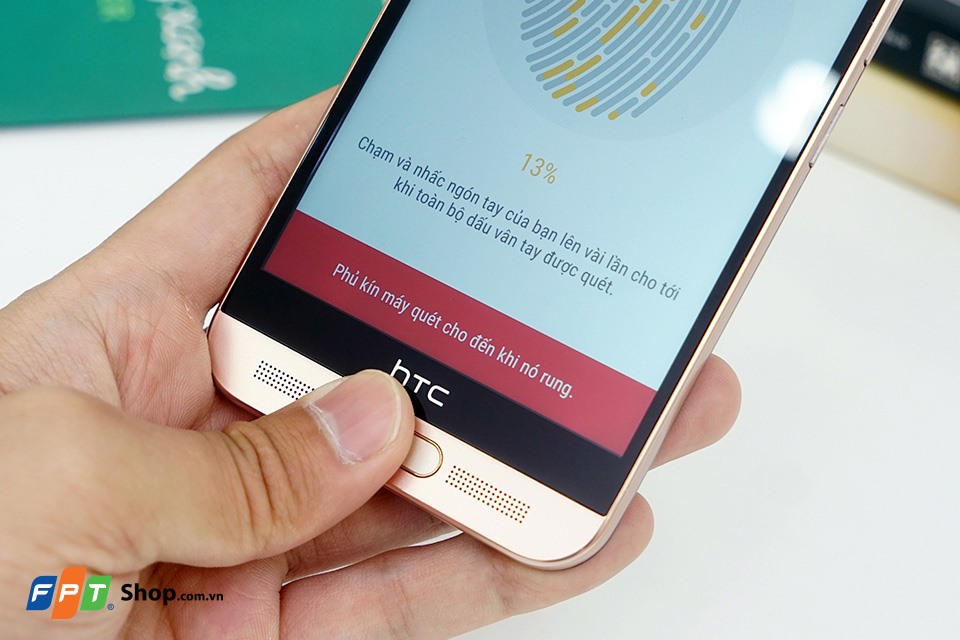 13%
Chạm và nhấc ngón tay của bạn lên vài lần cho tới
khi toàn bộ dấu vân tay được quét.
Phủ kín máy quét cho đến khi nó rung.
hTC
FPT® Shop.com.vn